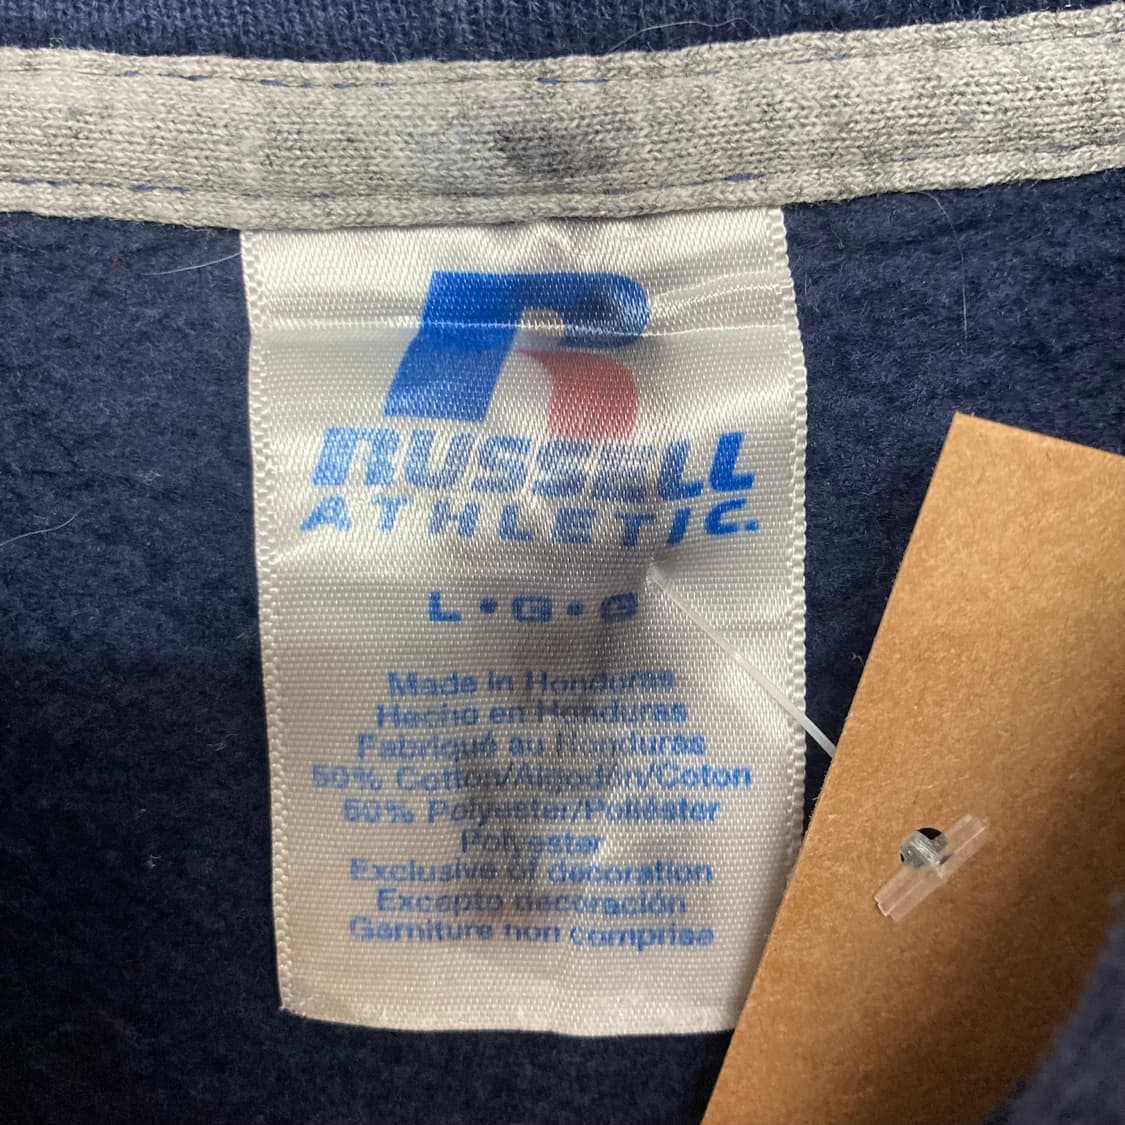 R
RUSSELL
ATHLETIC.
L•G•G
Made in Honduras
Hecho en Honduras
Fabriqué au Honduras
50% Cotton/Algodón/Coton
50% Polyester/Poliéster
Polyester
Exclusive of decoration
Excepto decoración
Garniture non comprise